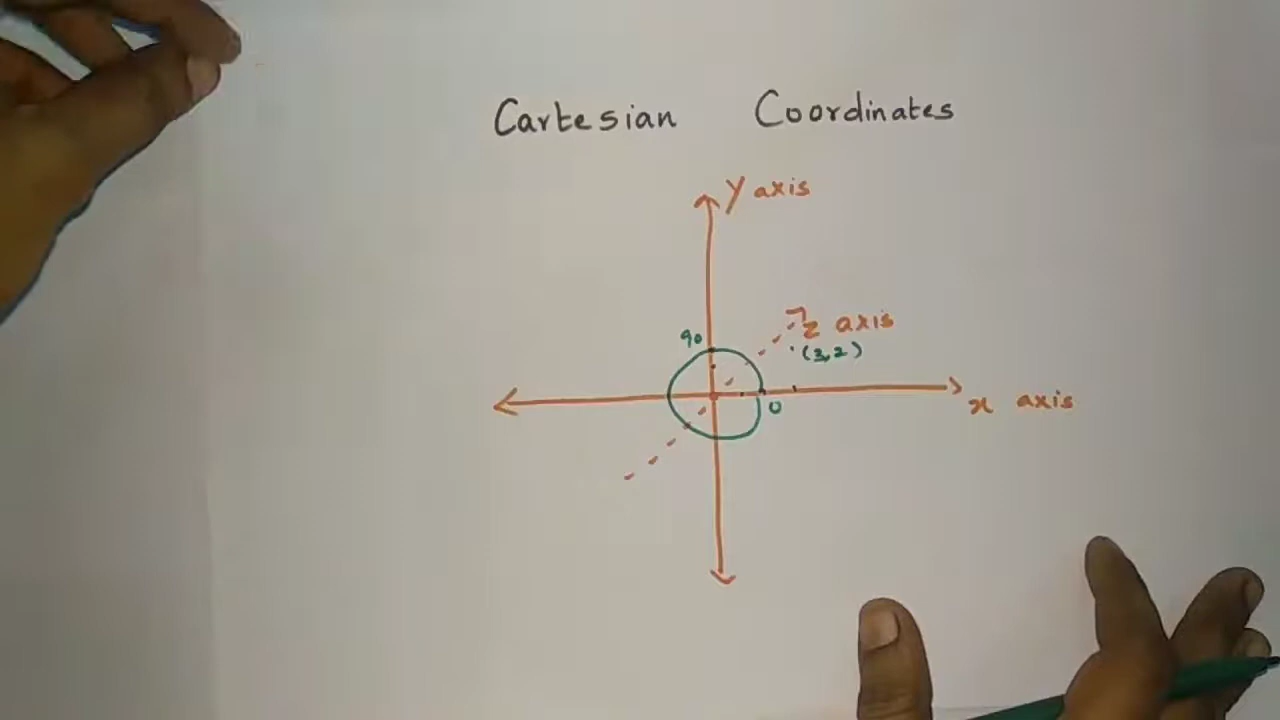 Cartesian Coordinates
Y axis
z axis
90
(3,2)
0
x axis